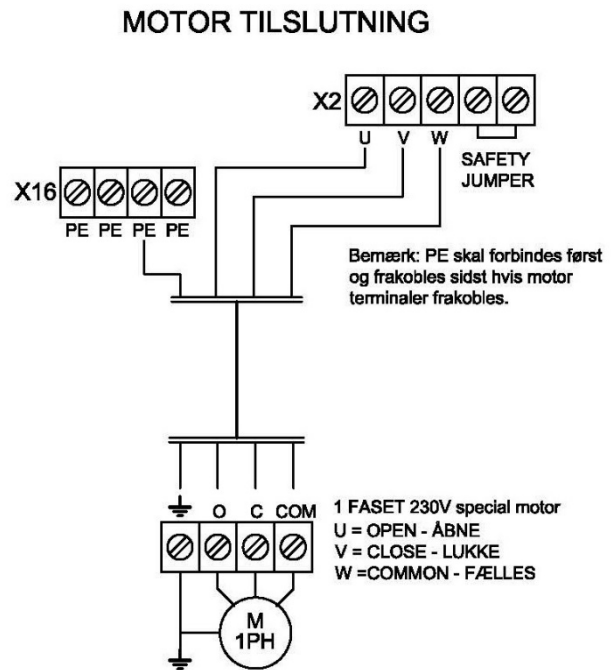 MOTOR TILSLUTNING
X2
U V W
SAFETY
JUMPER
X16
PE PE PE PE
Bemærk: PE skal forbindes først
og frakobles sidst hvis motor
terminaler frakobles.
O C COM
1 FASET 230V special motor
U = OPEN - ÅBNE
V = CLOSE - LUKKE
W =COMMON - FÆLLES
M
1PH